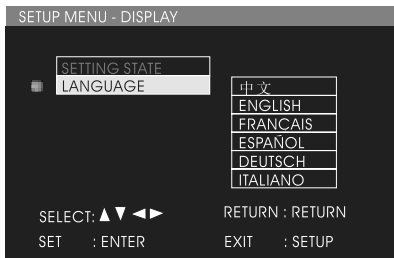 SETUP MENU - DISPLAY
SETTING STATE
LANGUAGE
中文
ENGLISH
FRANCAIS
ESPAÑOL
DEUTSCH
ITALIANO
SELECT: ▲▼◄► RETURN : RETURN
SET : ENTER EXIT : SETUP